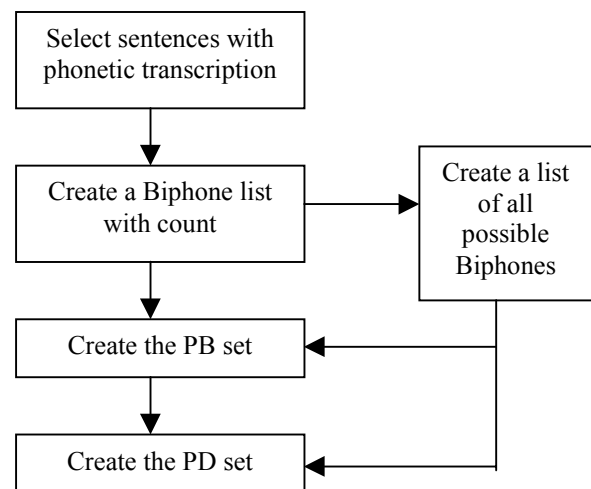 Select sentences with
phonetic transcription
Create a Biphone list
with count
Create a list
of all
possible
Biphones
Create the PB set
Create the PD set